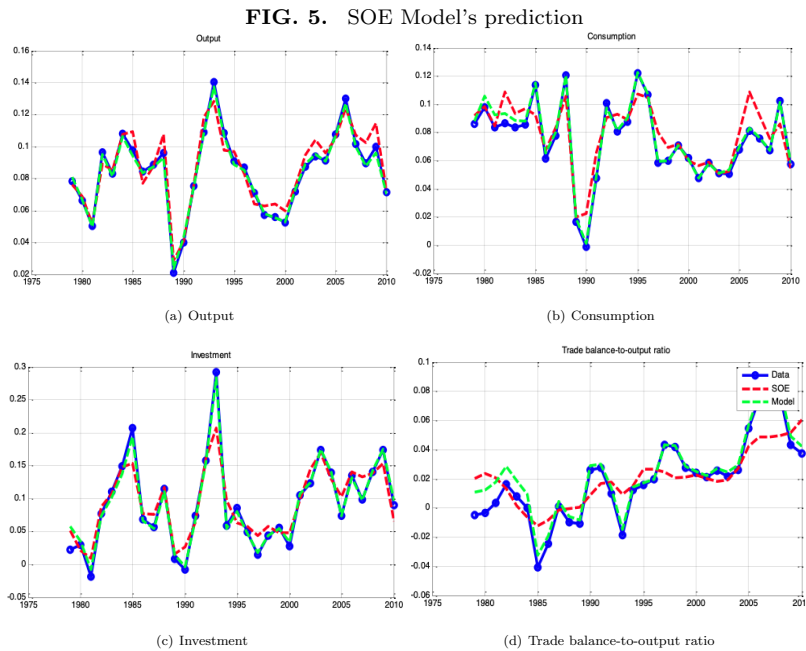 FIG. 5. SOE Model's prediction
Output
0.16
0.14
0.12
0.1
0.08
0.06
0.04
0.02
1975 1980 1985 1990 1995 2000 2005 2010
(a) Output
Consumption
0.14
0.12
0.1
0.08
0.06
0.04
0.02
0
-0.02
1975 1980 1985 1990 1995 2000 2005 2010
(b) Consumption
Investment
0.3
0.25
0.2
0.15
0.1
0.05
0
-0.05
1975 1980 1985 1990 1995 2000 2005 2010
(c) Investment
Trade balance-to-output ratio
0.1
0.08
0.06
0.04
0.02
0
-0.02
-0.04
-0.06
1975 1980 1985 1990 1995 2000 2005 201
Data
SOE
Model
(d) Trade balance-to-output ratio